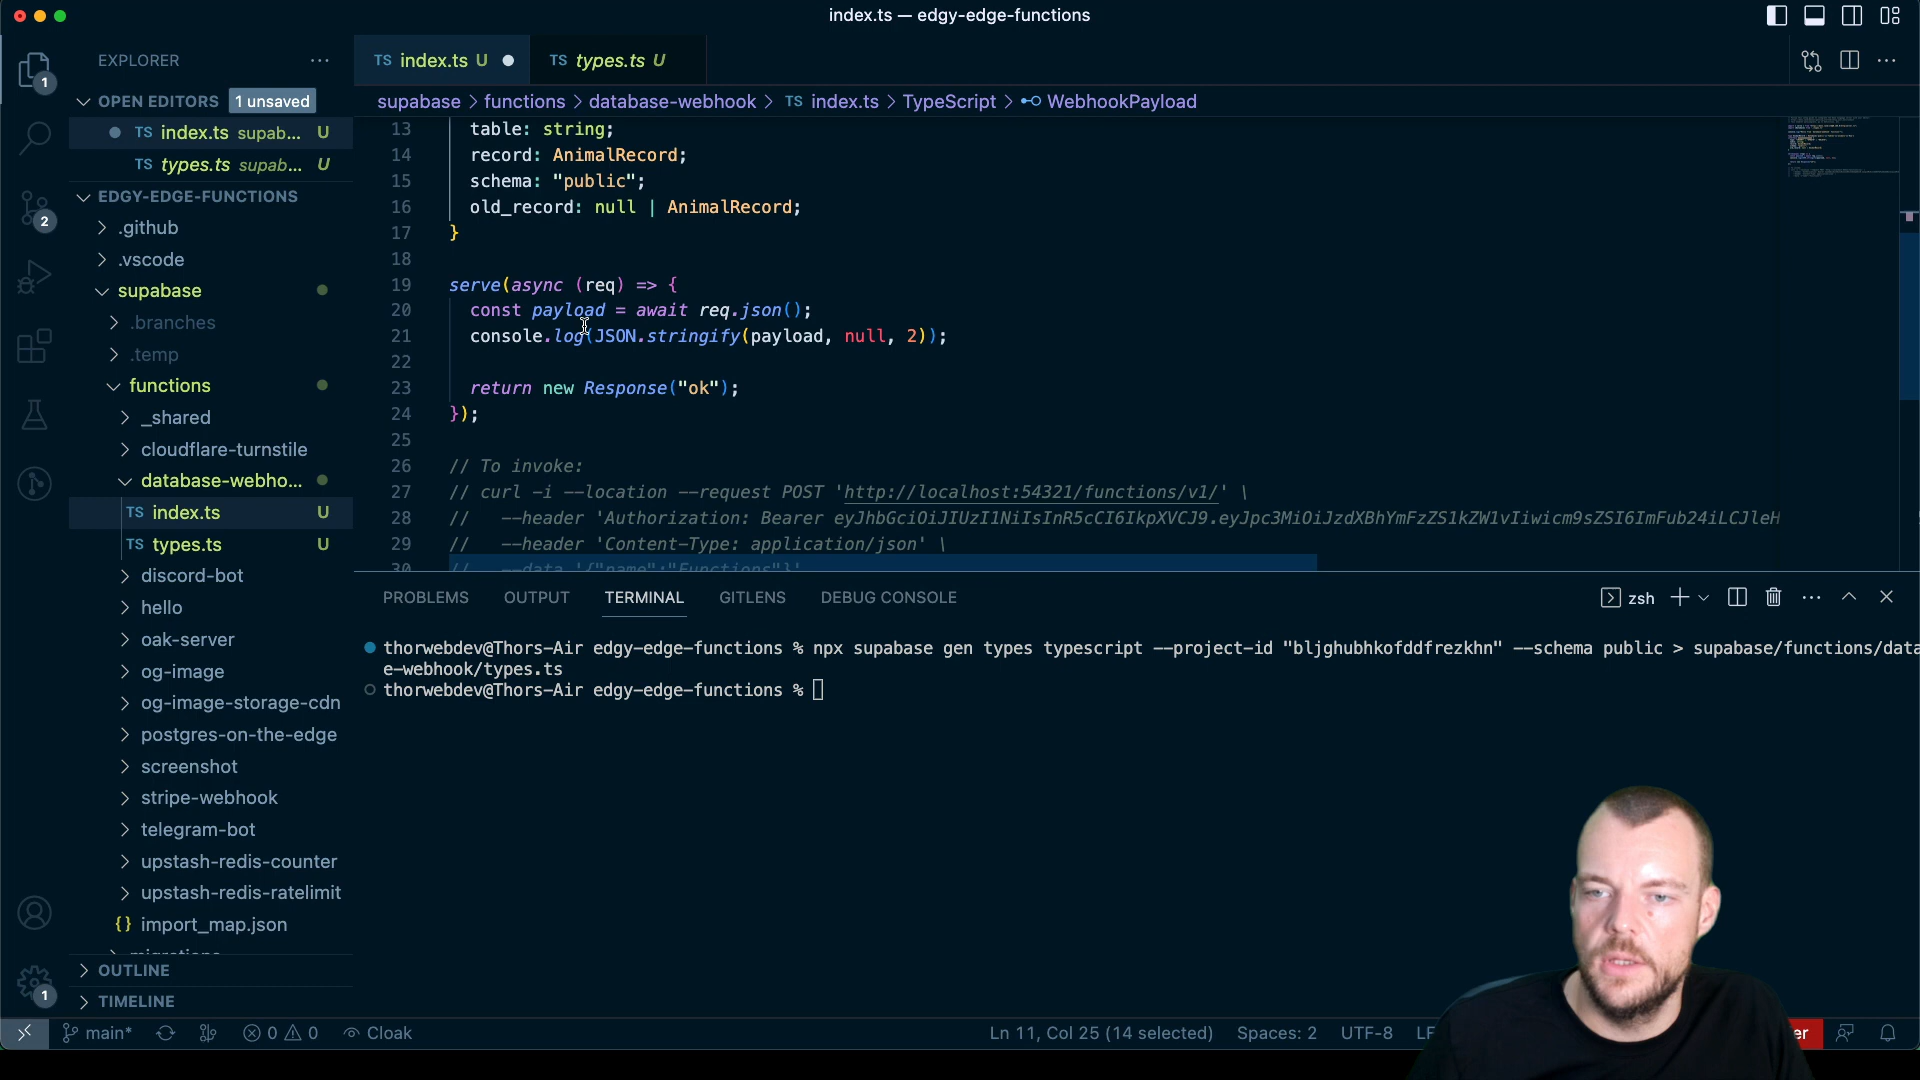 index.ts — edgy-edge-functions
EXPLORER
OPEN EDITORS 1 unsaved
TS index.ts supab... U
TS types.ts supab... U
EDGY-EDGE-FUNCTIONS
.github
.vscode
supabase
.branches
.temp
functions
_shared
cloudflare-turnstile
database-webho...
TS index.ts U
TS types.ts U
discord-bot
hello
oak-server
og-image
og-image-storage-cdn
postgres-on-the-edge
screenshot
stripe-webhook
telegram-bot
upstash-redis-counter
upstash-redis-ratelimit
{} import_map.json
OUTLINE
TIMELINE
1
2
1
TS index.ts U
TS types.ts U
supabase > functions > database-webhook > TS index.ts > TypeScript > WebhookPayload
13 table: string;
14 record: AnimalRecord;
15 schema: "public";
16 old_record: null | AnimalRecord;
17 }
18
19 serve(async (req) => {
20 const payload = await req.json();
21 console.log(JSON.stringify(payload, null, 2));
22
23 return new Response("ok");
24 });
25
26 // To invoke:
27 // curl -i --location --request POST 'http://localhost:54321/functions/v1/' \
28 // --header 'Authorization: Bearer eyJhbGciOiJIUzI1NiIsInR5cCI6IkpXVCJ9.eyJpc3MiOiJzdXBhYmFzZS1kZW1vIiwicm9sZSI6ImFub24iLCJleH
29 // --header 'Content-Type: application/json' \
30 // --data '{"name":"Functions"}'
PROBLEMS OUTPUT TERMINAL GITLENS DEBUG CONSOLE
zsh
thorwebdev@Thors-Air edgy-edge-functions % npx supabase gen types typescript --project-id "bljghubhkofddfrezkhn" --schema public > supabase/functions/data
e-webhook/types.ts
thorwebdev@Thors-Air edgy-edge-functions %
main* 0 0 Cloak Ln 11, Col 25 (14 selected) Spaces: 2 UTF-8 LF er